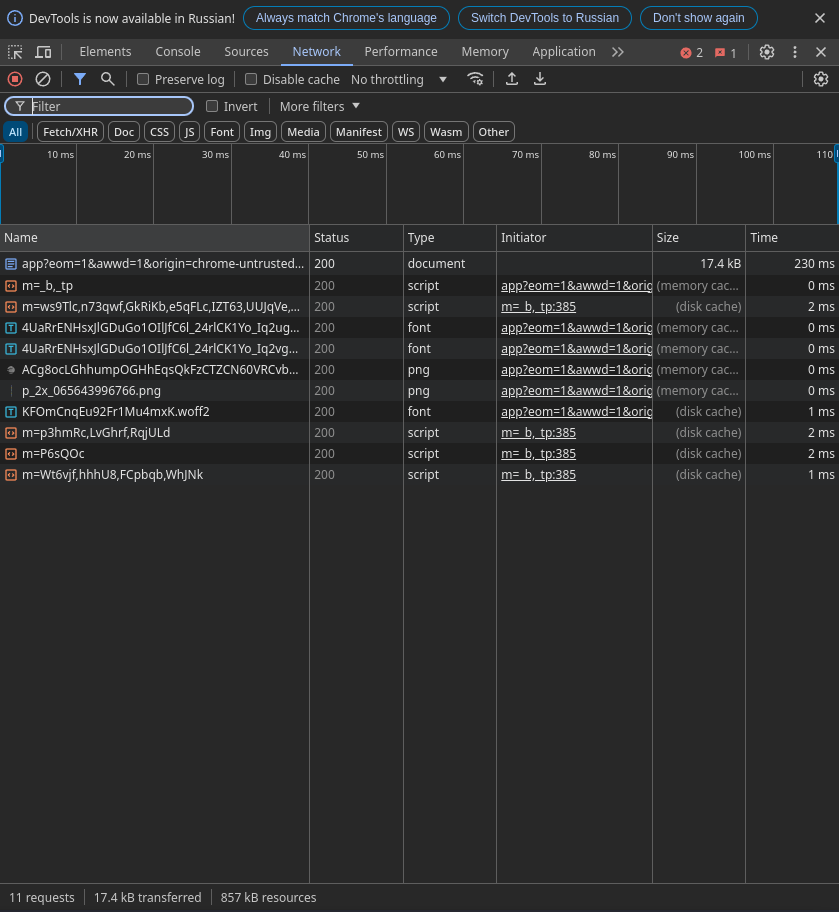 DevTools is now available in Russian! Always match Chrome's language Switch DevTools to Russian Don't show again
Elements Console Sources Network Performance Memory Application 2 1
Preserve log Disable cache No throttling
Filter Invert More filters
All Fetch/XHR Doc CSS JS Font Img Media Manifest WS Wasm Other
10 ms 20 ms 30 ms 40 ms 50 ms 60 ms 70 ms 80 ms 90 ms 100 ms 110
Name Status Type Initiator Size Time
app?eom=1&awwd=1&origin=chrome-untrusted... 200 document 17.4 kB 230 ms
m=_b,_tp 200 script app?eom=1&awwd=1&orig (memory cac... 0 ms
m=ws9Tlc,n73qwf,GkRiKb,e5qFLc,IZT63,UUJqVe,... 200 script m=_b,_tp:385 (disk cache) 2 ms
4UaRrENHsxJlGDuGo1OIlJfC6l_24rlCK1Yo_Iq2ug... 200 font app?eom=1&awwd=1&orig (memory cac... 0 ms
4UaRrENHsxJlGDuGo1OIlJfC6l_24rlCK1Yo_Iq2vg... 200 font app?eom=1&awwd=1&orig (memory cac... 0 ms
ACg8ocLGhhumpOGHhEqsQkFzCTZCN60VRCvb... 200 png app?eom=1&awwd=1&orig (memory cac... 0 ms
p_2x_065643996766.png 200 png app?eom=1&awwd=1&orig (memory cac... 0 ms
KFOmCnqEu92Fr1Mu4mxK.woff2 200 font app?eom=1&awwd=1&orig (disk cache) 1 ms
m=p3hmRc,LvGhrf,RqjULd 200 script m=_b,_tp:385 (disk cache) 2 ms
m=P6sQOc 200 script m=_b,_tp:385 (disk cache) 2 ms
m=Wt6vjf,hhhU8,FCpbqb,WhJNk 200 script m=_b,_tp:385 (disk cache) 1 ms
11 requests 17.4 kB transferred 857 kB resources